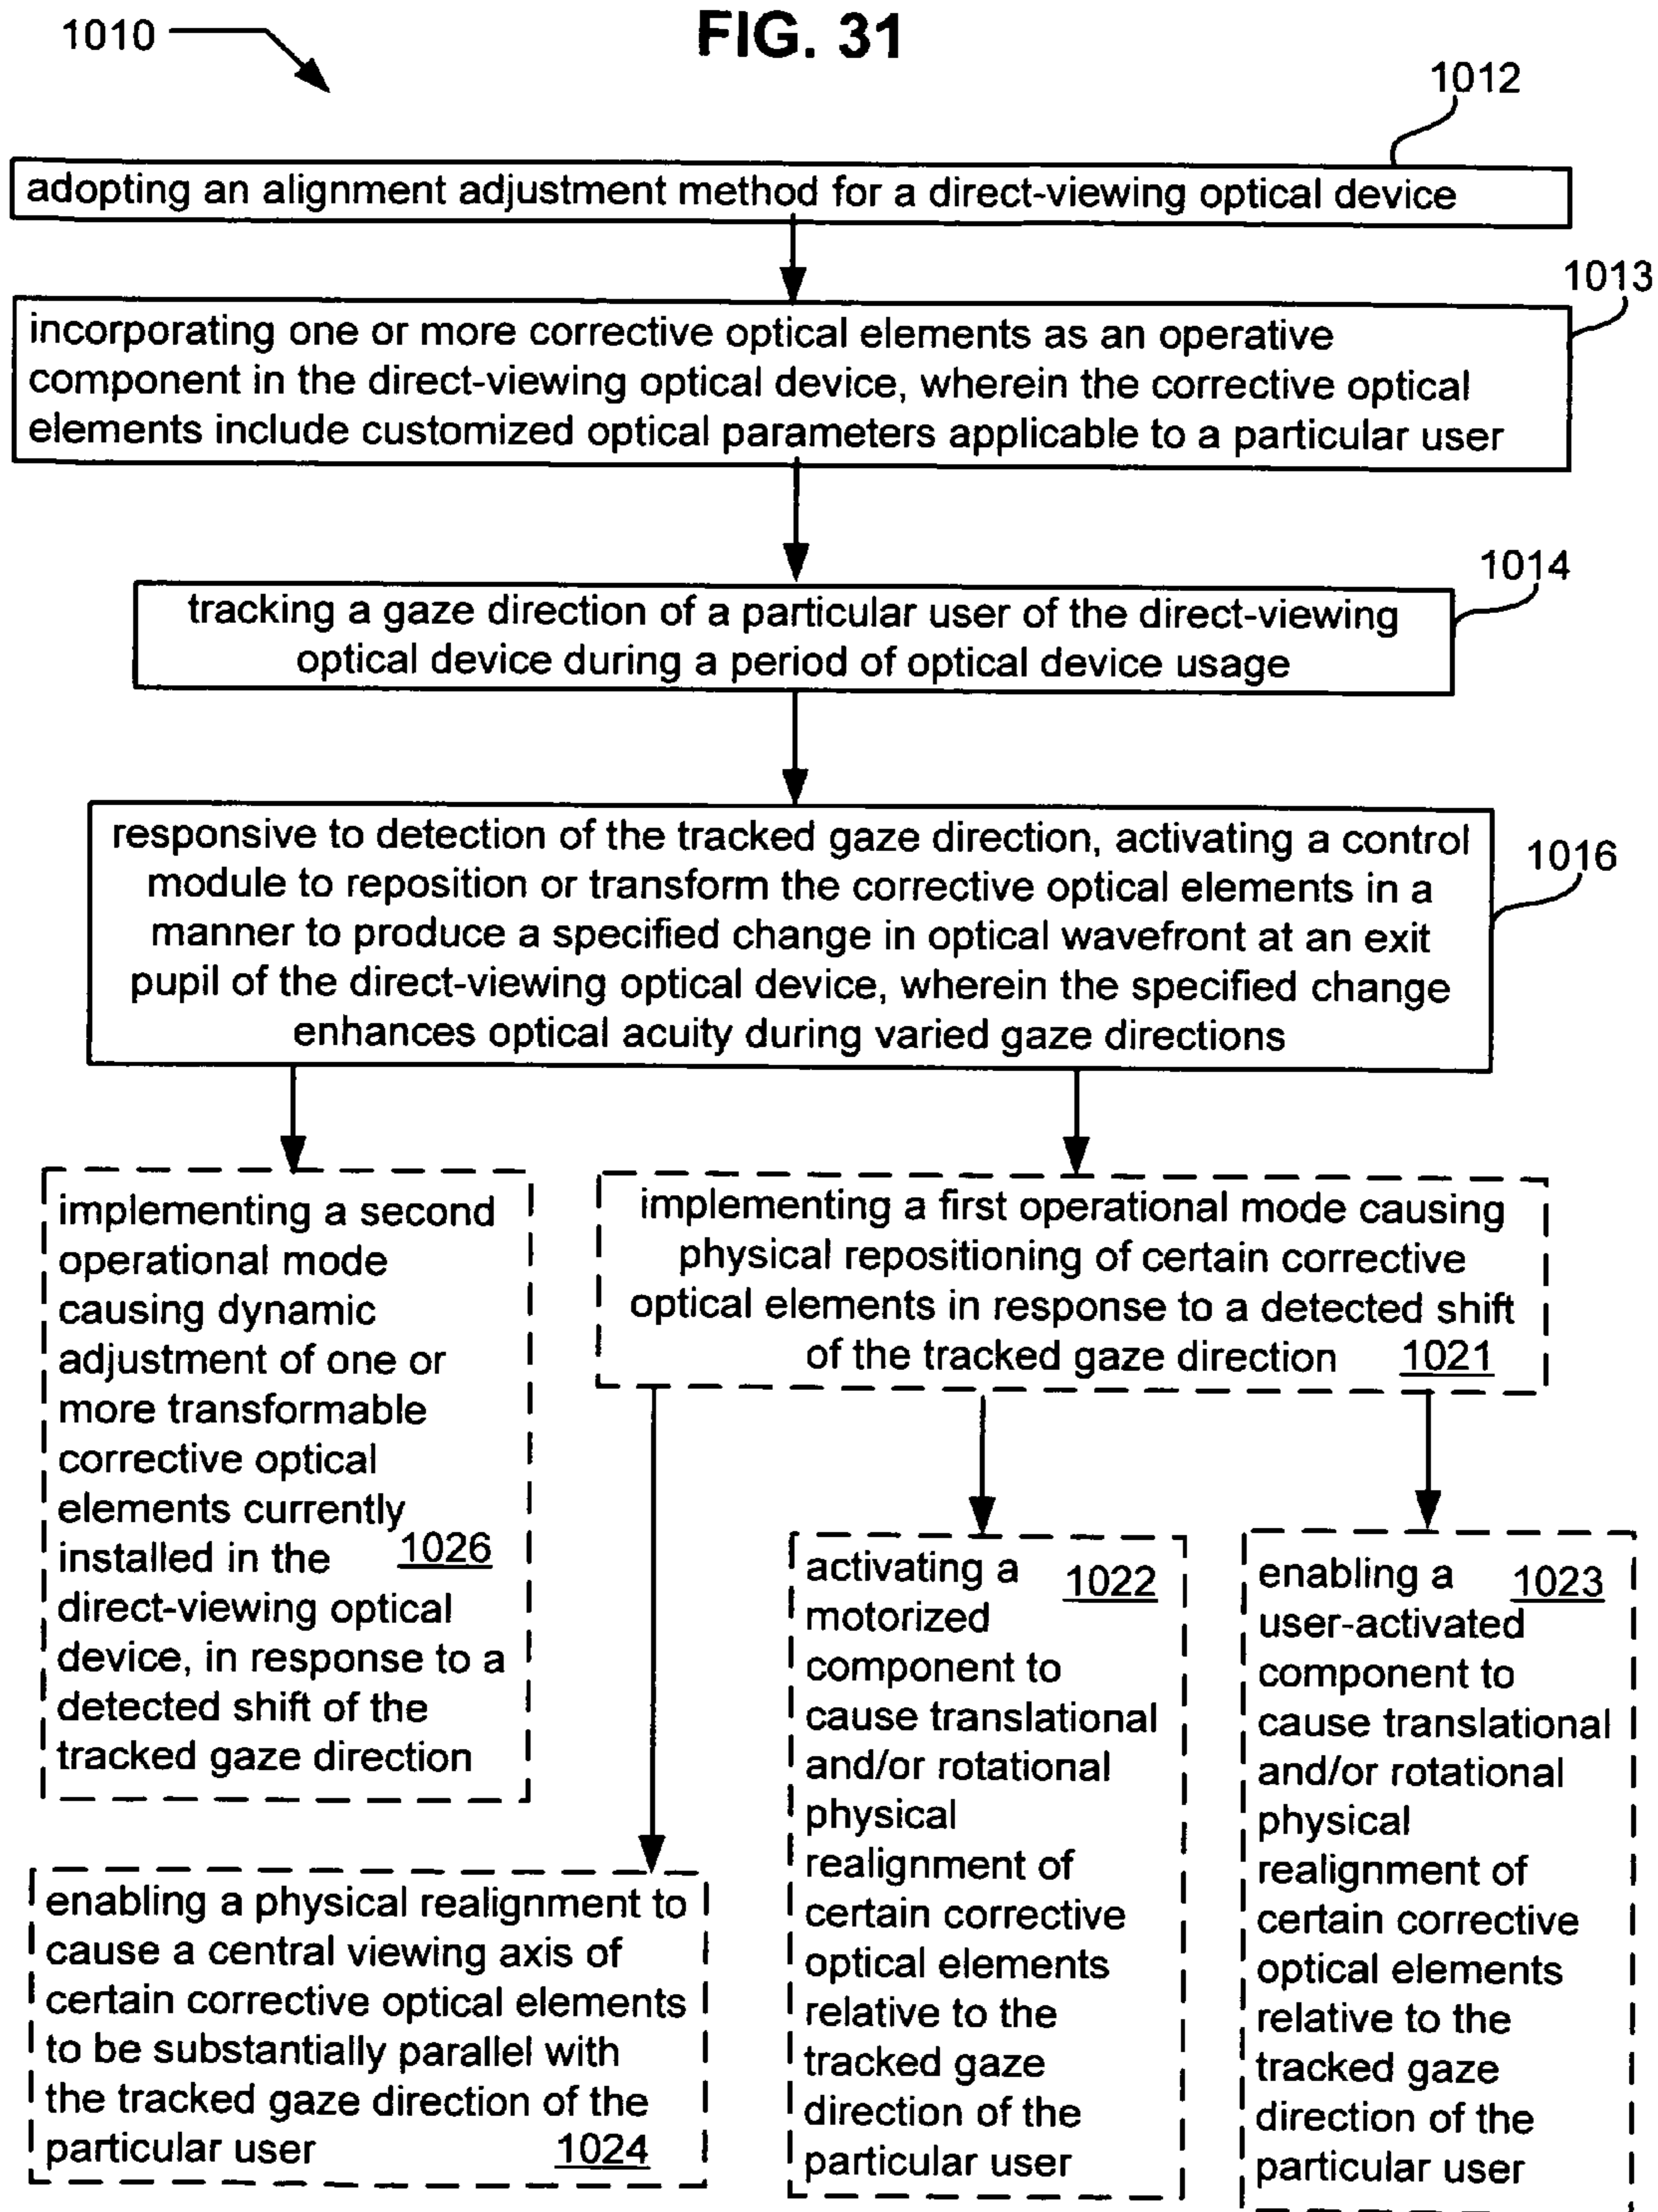 FIG. 31
1010
1012
adopting an alignment adjustment method for a direct-viewing optical device
1013
incorporating one or more corrective optical elements as an operative
component in the direct-viewing optical device, wherein the corrective optical
elements include customized optical parameters applicable to a particular user
1014
tracking a gaze direction of a particular user of the direct-viewing
optical device during a period of optical device usage
1016
responsive to detection of the tracked gaze direction, activating a control
module to reposition or transform the corrective optical elements in a
manner to produce a specified change in optical wavefront at an exit
pupil of the direct-viewing optical device, wherein the specified change
enhances optical acuity during varied gaze directions
implementing a second
operational mode
causing dynamic
adjustment of one or
more transformable
corrective optical
elements currently
installed in the 1026
direct-viewing optical
device, in response to a
detected shift of the
tracked gaze direction
implementing a first operational mode causing
physical repositioning of certain corrective
optical elements in response to a detected shift
of the tracked gaze direction 1021
enabling a physical realignment to
cause a central viewing axis of
certain corrective optical elements
to be substantially parallel with
the tracked gaze direction of the
particular user 1024
activating a 1022
motorized
component to
cause translational
and/or rotational
physical
realignment of
certain corrective
optical elements
relative to the
tracked gaze
direction of the
particular user
enabling a 1023
user-activated
component to
cause translational
and/or rotational
physical
realignment of
certain corrective
optical elements
relative to the
tracked gaze
direction of the
particular user